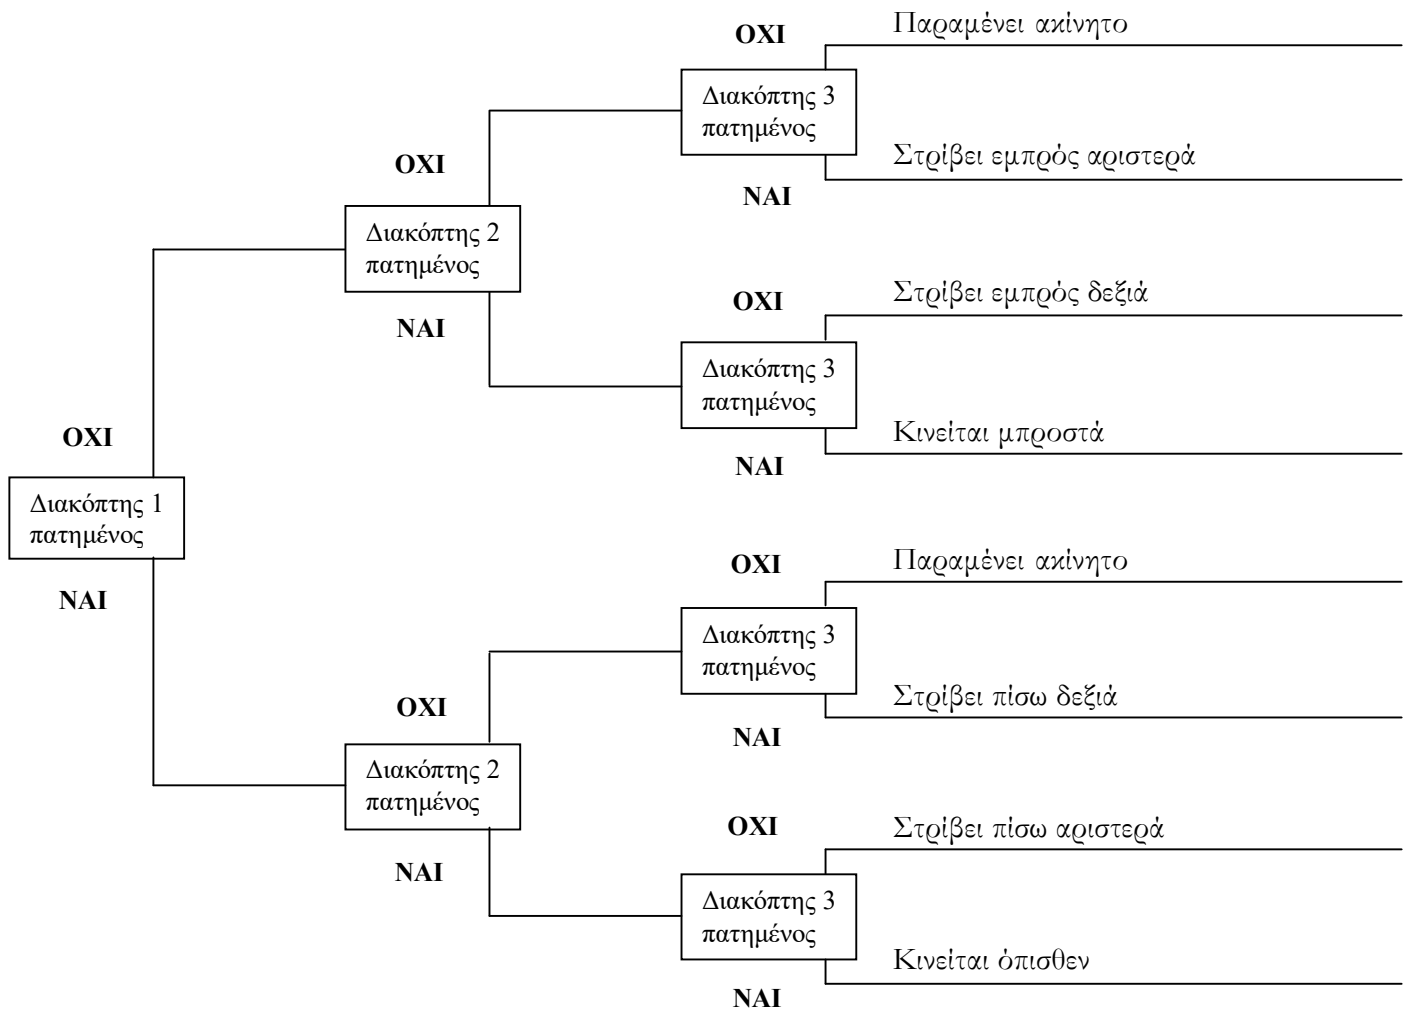 ΟΧΙ
Παραμένει ακίνητο
Διακόπτης 3
πατημένος
ΟΧΙ
Στρίβει εμπρός αριστερά
ΝΑΙ
Διακόπτης 2
πατημένος
ΟΧΙ
Στρίβει εμπρός δεξιά
ΝΑΙ
Διακόπτης 3
πατημένος
ΟΧΙ
Κινείται μπροστά
ΝΑΙ
Διακόπτης 1
πατημένος
ΟΧΙ
Παραμένει ακίνητο
ΝΑΙ
Διακόπτης 3
πατημένος
ΟΧΙ
Στρίβει πίσω δεξιά
ΝΑΙ
Διακόπτης 2
πατημένος
ΟΧΙ
Στρίβει πίσω αριστερά
ΝΑΙ
Διακόπτης 3
πατημένος
Κινείται όπισθεν
ΝΑΙ